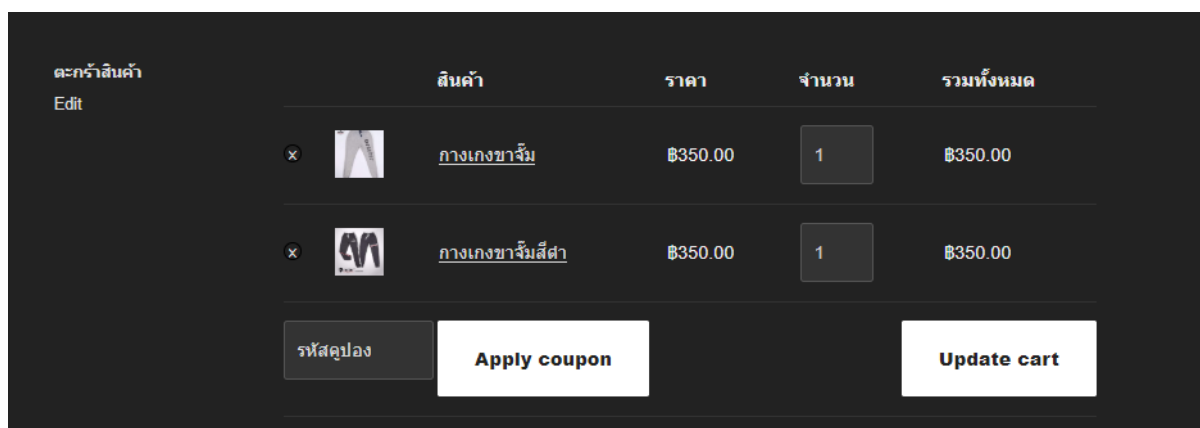 ตะกร้าสินค้า
Edit
สินค้า ราคา จำนวน รวมทั้งหมด
x กางเกงขาจั๊ม ฿350.00 1 ฿350.00
x กางเกงขาจั๊มสีดำ ฿350.00 1 ฿350.00
รหัสคูปอง Apply coupon Update cart